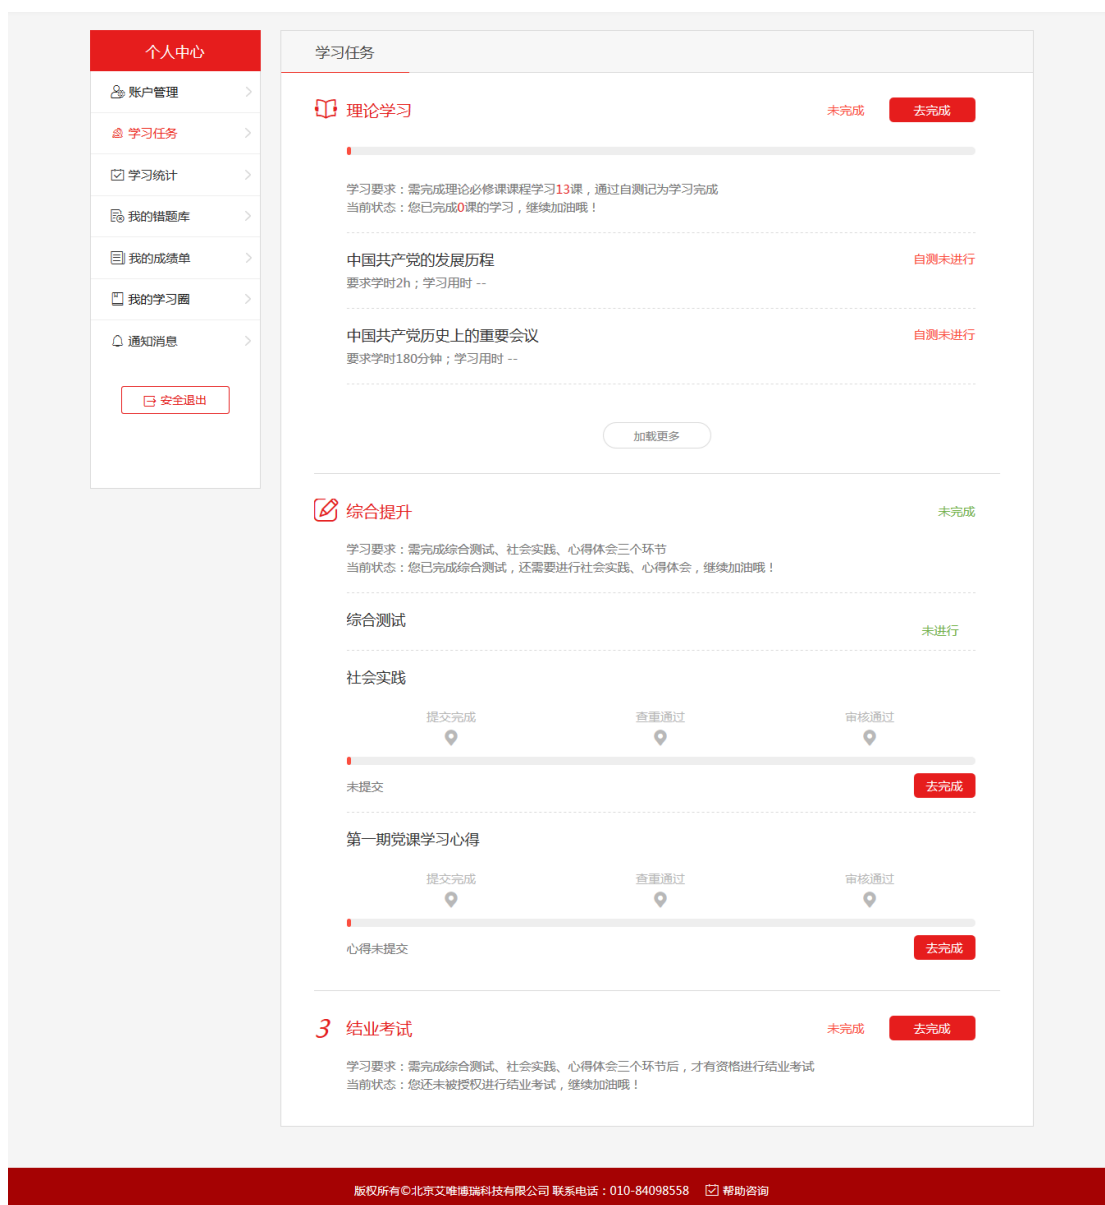 个人中心
账户管理
学习任务
学习统计
我的错题库
我的成绩单
我的学习圈
通知消息
安全退出
学习任务
理论学习
未完成
去完成
学习要求：需完成理论必修课课程学习13课，通过自测记为学习完成
当前状态：您已完成0课的学习，继续加油哦！
中国共产党的发展历程
自测未进行
要求学时2h；学习用时 --
中国共产党历史上的重要会议
自测未进行
要求学时180分钟；学习用时 --
加载更多
综合提升
未完成
学习要求：需完成综合测试、社会实践、心得体会三个环节
当前状态：您已完成综合测试，还需要进行社会实践、心得体会，继续加油哦！
综合测试
未进行
社会实践
提交完成 查重通过 审核通过
未提交
去完成
第一期党课学习心得
提交完成 查重通过 审核通过
心得未提交
去完成
3 结业考试
未完成
去完成
学习要求：需完成综合测试、社会实践、心得体会三个环节后，才有资格进行结业考试
当前状态：您还未被授权进行结业考试，继续加油哦！
版权所有©北京艾唯博瑞科技有限公司 联系电话：010-84098558 帮助咨询